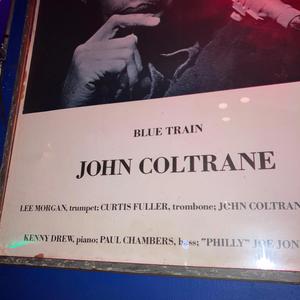 BLUE TRAIN
JOHN COLTRANE
LEE MORGAN, trumpet; CURTIS FULLER, trombone; JOHN COLTRAN
KENNY DREW, piano; PAUL CHAMBERS, bass; "PHILLY" JOE JON